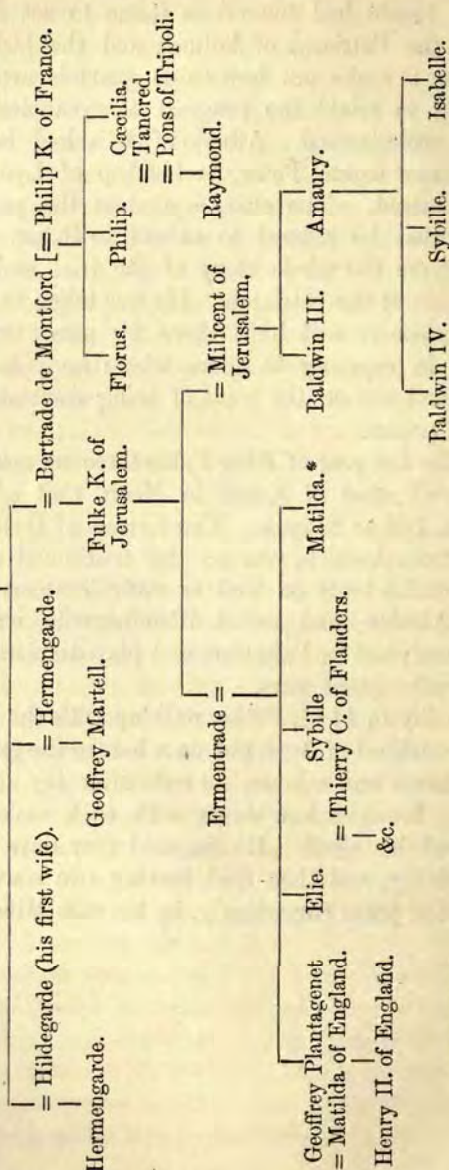 = Hildegarde (his first wife). = Hermengarde. = Bertrade de Montford [= Philip K. of France.
Hermengarde. Geoffrey Martell. Fulke K. of Jerusalem. Florus. Philip. Cæcilia.
= Tancred.
= Pons of Tripoli.
Raymond.
Ermentrade = = Milicent of Jerusalem.
Geoffrey Plantagenet Elie. Sybille. Matilda.* Baldwin III. Amaury.
= Matilda of England. = Thierry C. of Flanders.
Henry II. of England. &c. Baldwin IV. Sybille. Isabelle.